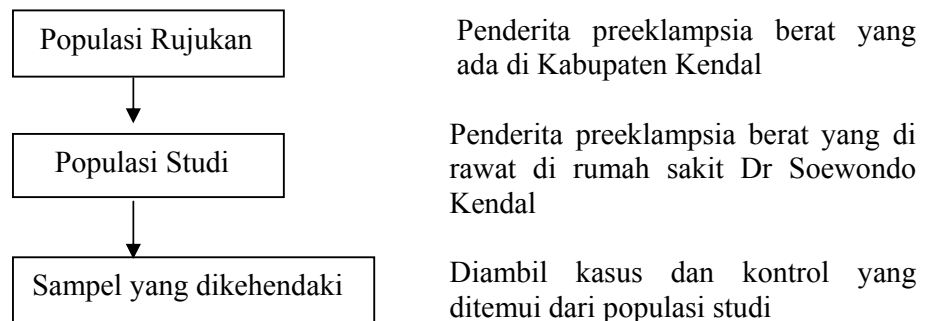 Populasi Rujukan
Penderita preeklampsia berat yang
ada di Kabupaten Kendal
Populasi Studi
Penderita preeklampsia berat yang di
rawat di rumah sakit Dr Soewondo
Kendal
Sampel yang dikehendaki
Diambil kasus dan kontrol yang
ditemui dari populasi studi